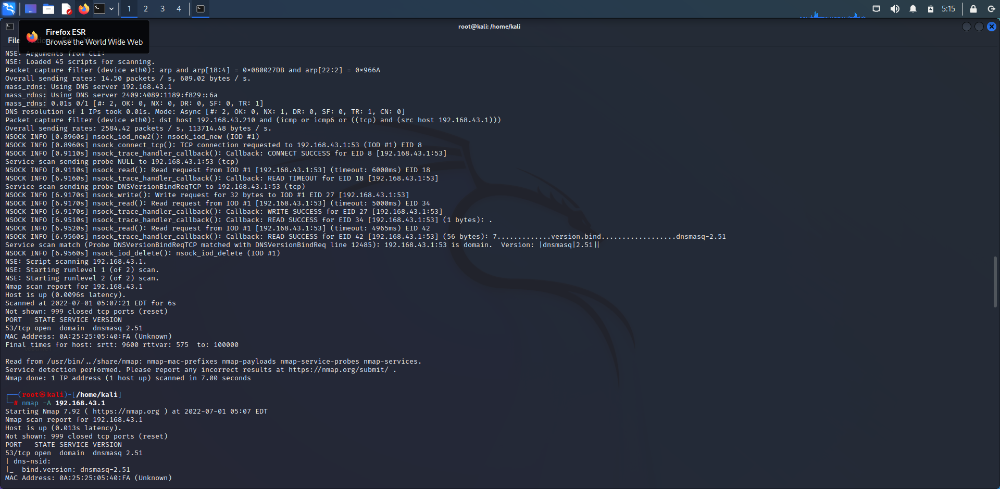 1 2 3 4
5:15
root@kali: /home/kali
File
Firefox ESR
Browse the World Wide Web
NSE: Arguments from CLI:
NSE: Loaded 45 scripts for scanning.
Packet capture filter (device eth0): arp and arp[18:4] = 0×080027DB and arp[22:2] = 0×966A
Overall sending rates: 14.50 packets / s, 609.02 bytes / s.
mass_rdns: Using DNS server 192.168.43.1
mass_rdns: Using DNS server 2409:4089:1189:f829::6a
mass_rdns: 0.01s 0/1 [#: 2, OK: 0, NX: 0, DR: 0, SF: 0, TR: 1]
DNS resolution of 1 IPs took 0.01s. Mode: Async [#: 2, OK: 0, NX: 1, DR: 0, SF: 0, TR: 1, CN: 0]
Packet capture filter (device eth0): dst host 192.168.43.210 and (icmp or icmp6 or ((tcp) and (src host 192.168.43.1)))
Overall sending rates: 2584.42 packets / s, 113714.48 bytes / s.
NSOCK INFO [0.8960s] nsock_iod_new2(): nsock_iod_new (IOD #1)
NSOCK INFO [0.8960s] nsock_connect_tcp(): TCP connection requested to 192.168.43.1:53 (IOD #1) EID 8
NSOCK INFO [0.9110s] nsock_trace_handler_callback(): Callback: CONNECT SUCCESS for EID 8 [192.168.43.1:53]
Service scan sending probe NULL to 192.168.43.1:53 (tcp)
NSOCK INFO [0.9110s] nsock_read(): Read request from IOD #1 [192.168.43.1:53] (timeout: 6000ms) EID 18
NSOCK INFO [6.9160s] nsock_trace_handler_callback(): Callback: READ TIMEOUT for EID 18 [192.168.43.1:53]
Service scan sending probe DNSVersionBindReqTCP to 192.168.43.1:53 (tcp)
NSOCK INFO [6.9170s] nsock_write(): Write request for 32 bytes to IOD #1 EID 27 [192.168.43.1:53]
NSOCK INFO [6.9170s] nsock_read(): Read request from IOD #1 [192.168.43.1:53] (timeout: 5000ms) EID 34
NSOCK INFO [6.9170s] nsock_trace_handler_callback(): Callback: WRITE SUCCESS for EID 27 [192.168.43.1:53]
NSOCK INFO [6.9510s] nsock_trace_handler_callback(): Callback: READ SUCCESS for EID 34 [192.168.43.1:53] (1 bytes): .
NSOCK INFO [6.9520s] nsock_read(): Read request from IOD #1 [192.168.43.1:53] (timeout: 4965ms) EID 42
NSOCK INFO [6.9560s] nsock_trace_handler_callback(): Callback: READ SUCCESS for EID 42 [192.168.43.1:53] (56 bytes): 7.............version.bind..................dnsmasq-2.51
Service scan match (Probe DNSVersionBindReqTCP matched with DNSVersionBindReq line 12485): 192.168.43.1:53 is domain.  Version: |dnsmasq|2.51||
NSOCK INFO [6.9560s] nsock_iod_delete(): nsock_iod_delete (IOD #1)
NSE: Script scanning 192.168.43.1.
NSE: Starting runlevel 1 (of 2) scan.
NSE: Starting runlevel 2 (of 2) scan.
Nmap scan report for 192.168.43.1
Host is up (0.0096s latency).
Scanned at 2022-07-01 05:07:21 EDT for 6s
Not shown: 999 closed tcp ports (reset)
PORT   STATE SERVICE VERSION
53/tcp open  domain  dnsmasq 2.51
MAC Address: 0A:25:25:05:40:FA (Unknown)
Final times for host: srtt: 9600 rttvar: 575  to: 100000
Read from /usr/bin/../share/nmap: nmap-mac-prefixes nmap-payloads nmap-service-probes nmap-services.
Service detection performed. Please report any incorrect results at https://nmap.org/submit/ .
Nmap done: 1 IP address (1 host up) scanned in 7.00 seconds
┌──(root㉿kali)-[/home/kali]
└─# nmap -A 192.168.43.1
Starting Nmap 7.92 ( https://nmap.org ) at 2022-07-01 05:07 EDT
Nmap scan report for 192.168.43.1
Host is up (0.013s latency).
Not shown: 999 closed tcp ports (reset)
PORT   STATE SERVICE VERSION
53/tcp open  domain  dnsmasq 2.51
| dns-nsid:
|_  bind.version: dnsmasq-2.51
MAC Address: 0A:25:25:05:40:FA (Unknown)